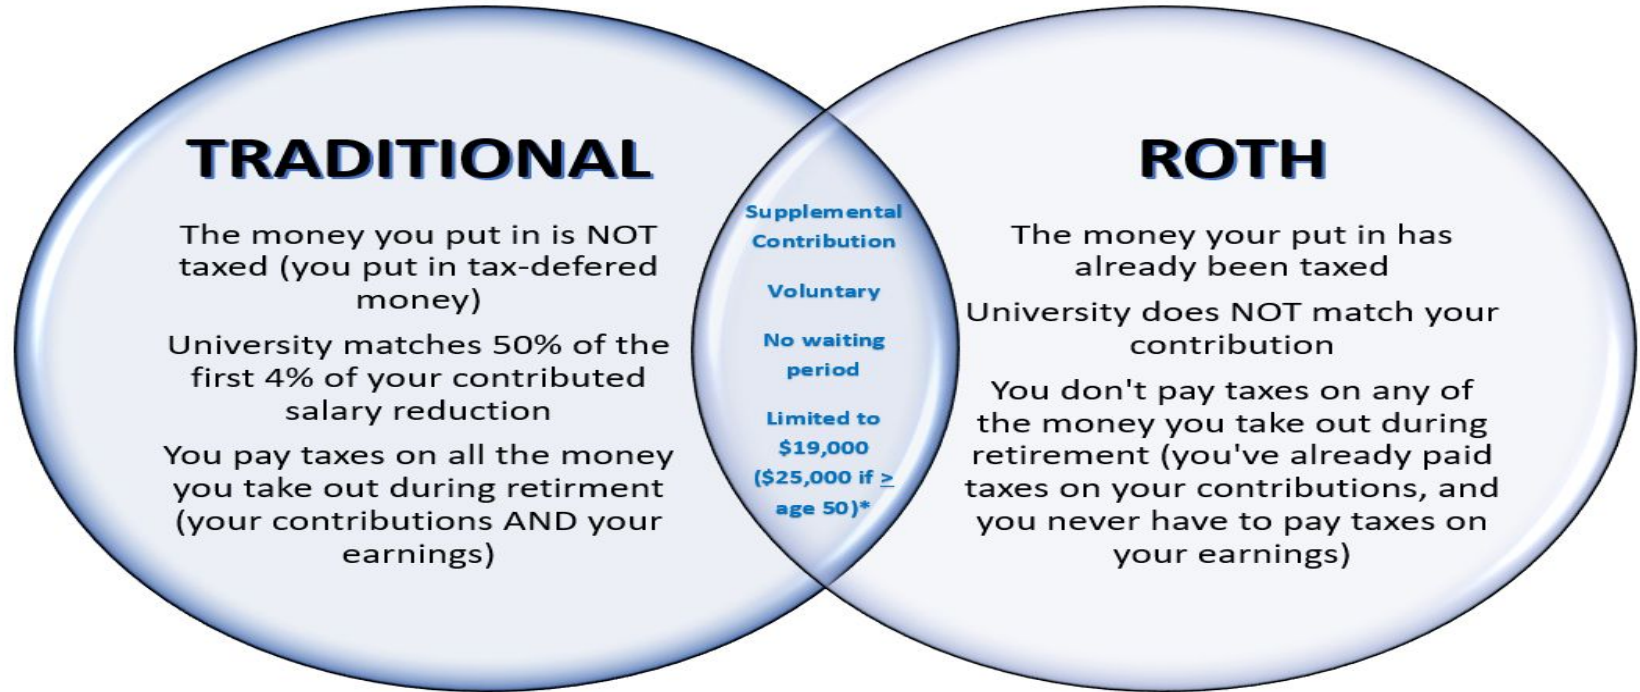 TRADITIONAL
The money you put in is NOT
taxed (you put in tax-defered
money)
University matches 50% of the
first 4% of your contributed
salary reduction
You pay taxes on all the money
you take out during retirment
(your contributions AND your
earnings)
Supplemental
Contribution
Voluntary
No waiting
period
Limited to
$19,000
($25,000 if ≥
age 50)*
ROTH
The money your put in has
already been taxed
University does NOT match your
contribution
You don't pay taxes on any of
the money you take out during
retirement (you've already paid
taxes on your contributions, and
you never have to pay taxes on
your earnings)